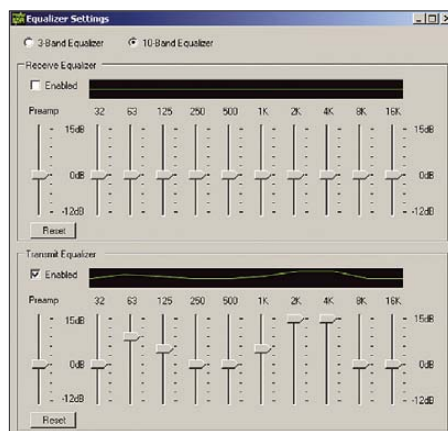 Equalizer Settings
3-Band Equalizer 10-Band Equalizer
Receive Equalizer
Enabled
Preamp 32 63 125 250 500 1K 2K 4K 8K 16K
15dB 15dB
0dB 0dB
-12dB -12dB
Reset
Transmit Equalizer
Enabled
Preamp 32 63 125 250 500 1K 2K 4K 8K 16K
15dB 15dB
0dB 0dB
-12dB -12dB
Reset